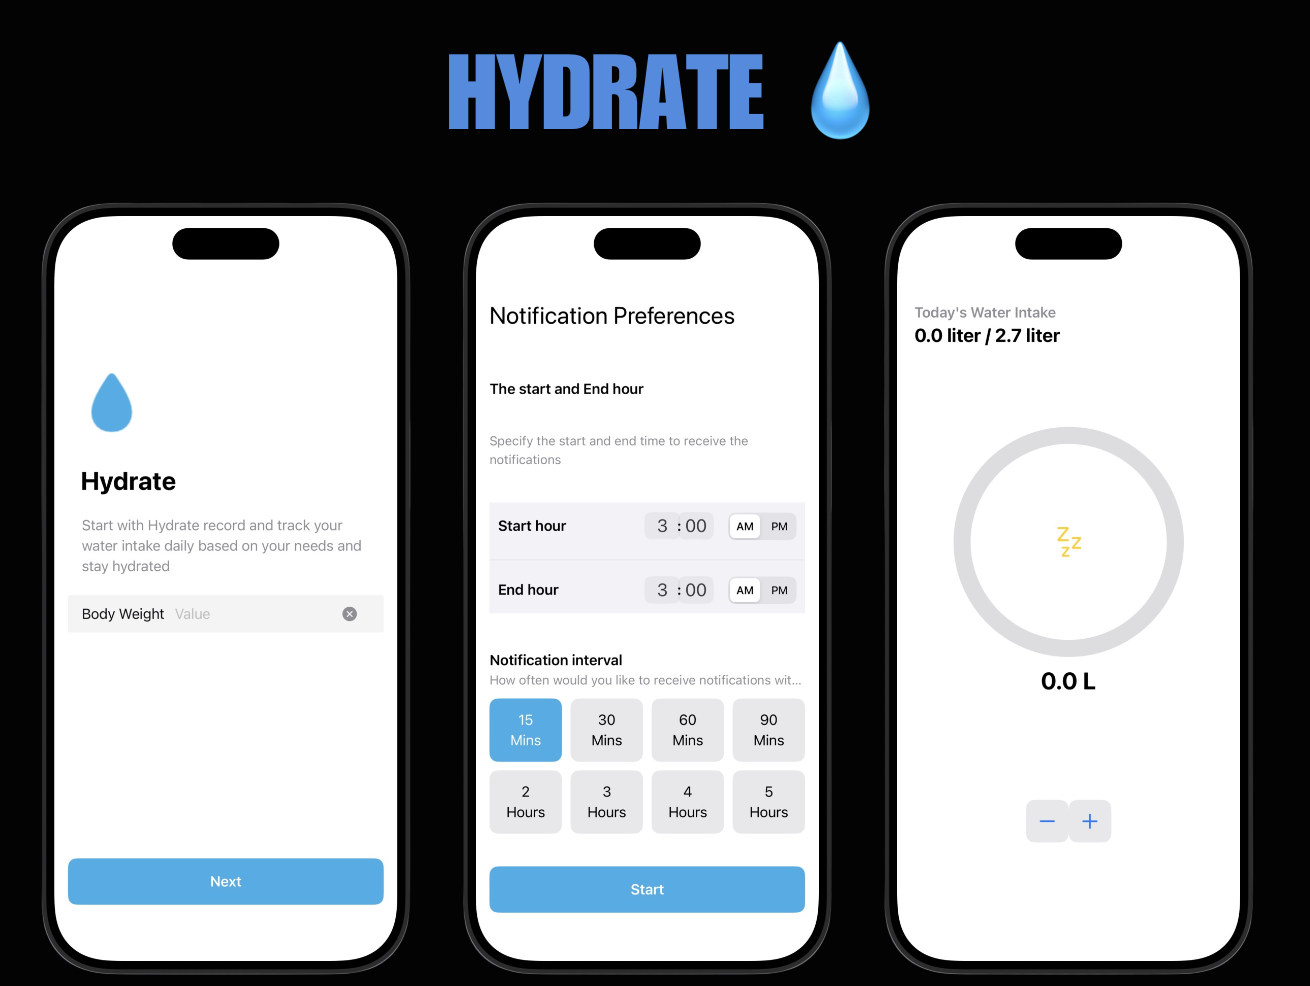 HYDRATE
Hydrate
Start with Hydrate record and track your
water intake daily based on your needs and
stay hydrated
Body Weight Value
Next
Notification Preferences
The start and End hour
Specify the start and end time to receive the
notifications
Start hour 3 : 00 AM PM
End hour 3 : 00 AM PM
Notification interval
How often would you like to receive notifications wit...
15 30 60 90
Mins Mins Mins Mins
2 3 4 5
Hours Hours Hours Hours
Start
Today's Water Intake
0.0 liter / 2.7 liter
zzz
0.0 L
− +